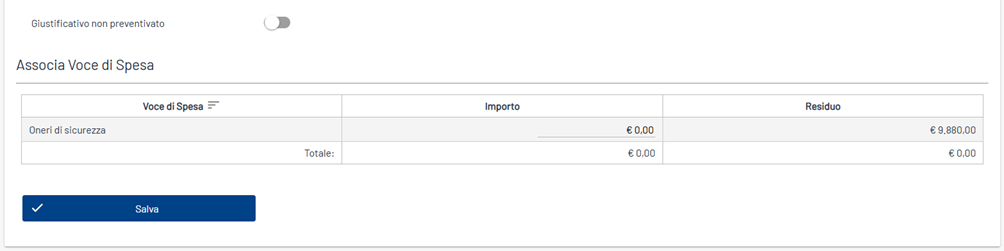 Giustificativo non preventivato
Associa Voce di Spesa
Voce di Spesa Importo Residuo
Oneri di sicurezza € 0,00 € 9,880,00
Totale: € 0,00 € 0,00
Salva